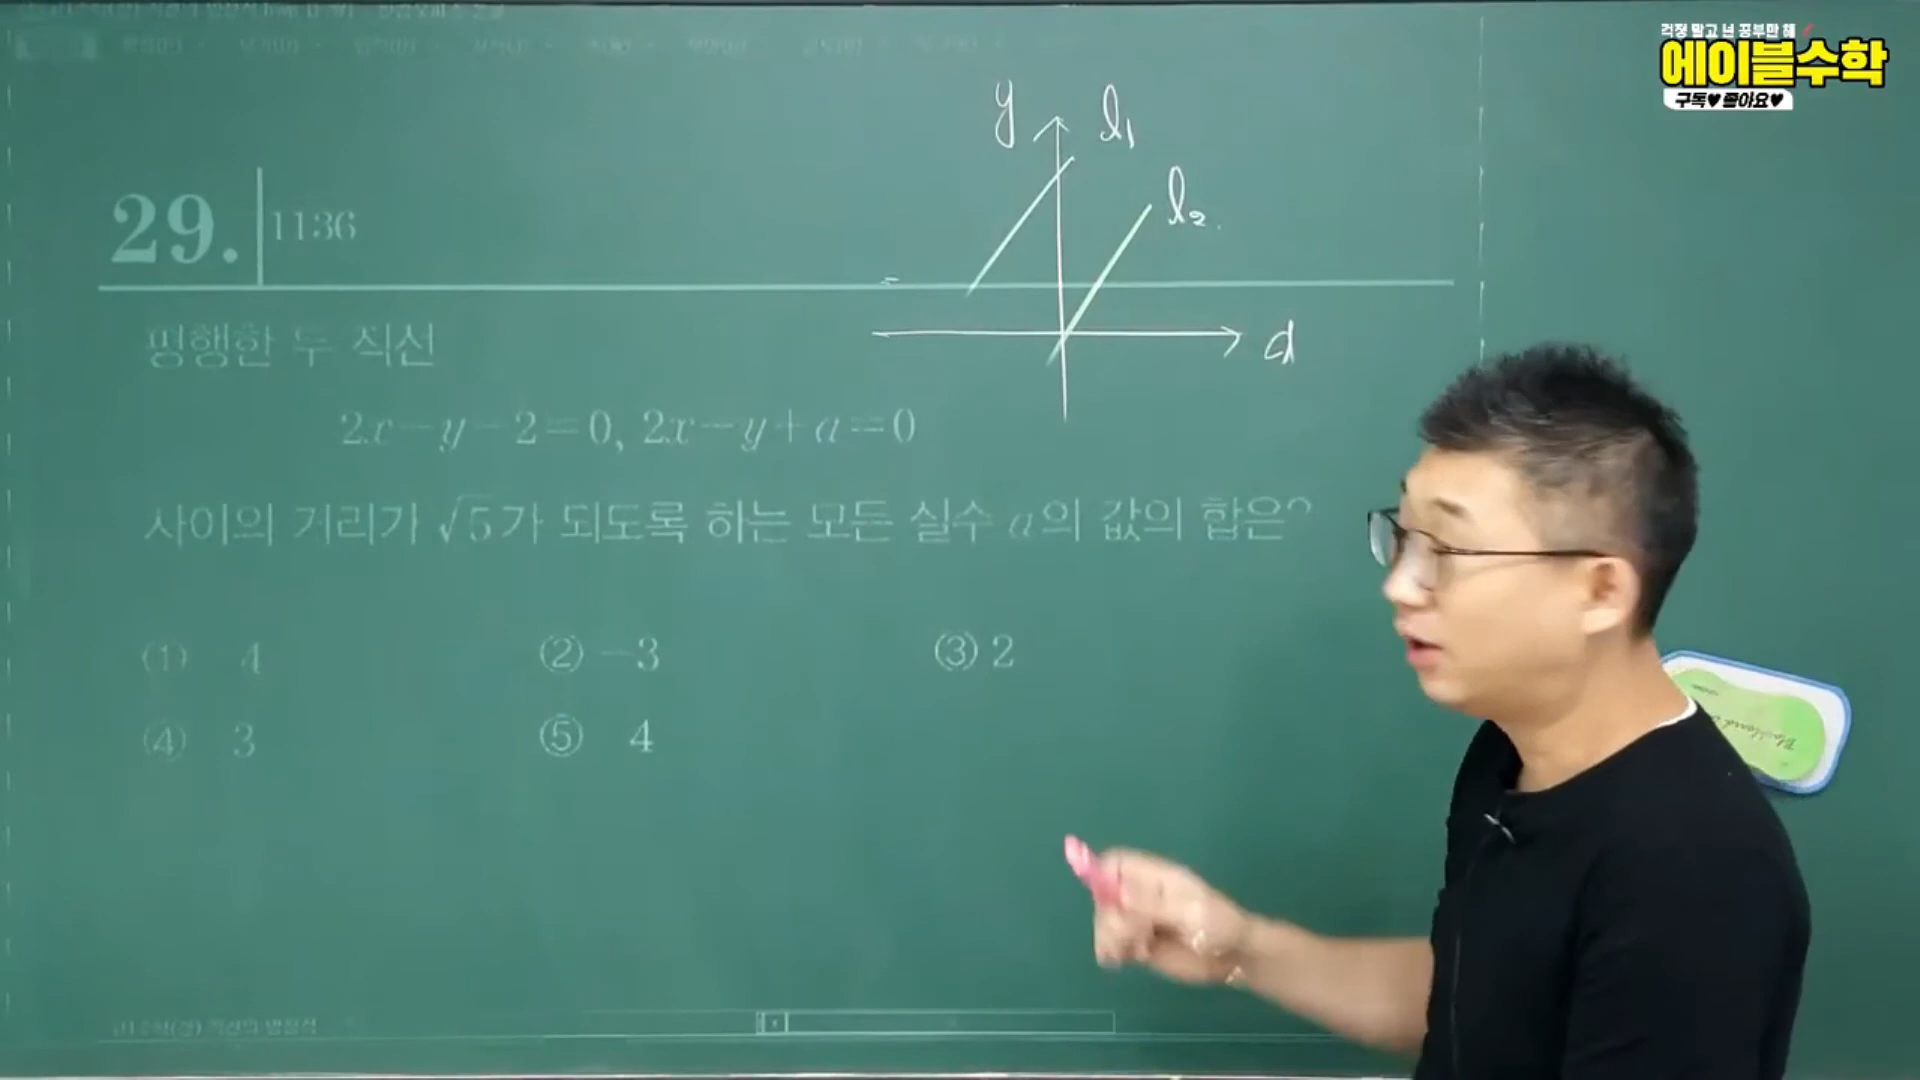 걱정 말고 넌 공부만 해
에이블수학
구독♥ 좋아요♥
y
l₁
l₂
29. 1136
평행한 두 직선
2x-y-2=0, 2x-y+a=0
사이의 거리가 √5가 되도록 하는 모든 실수 a의 값의 합은?
(1) 4 (2) -3 (3) 2
(4) 3 (5) 4